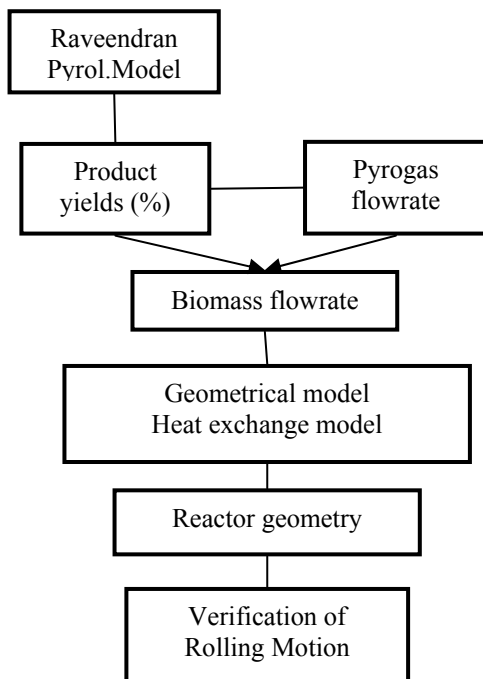 Raveendran
Pyrol.Model
Product
yields (%)
Pyrogas
flowrate
Biomass flowrate
Geometrical model
Heat exchange model
Reactor geometry
Verification of
Rolling Motion